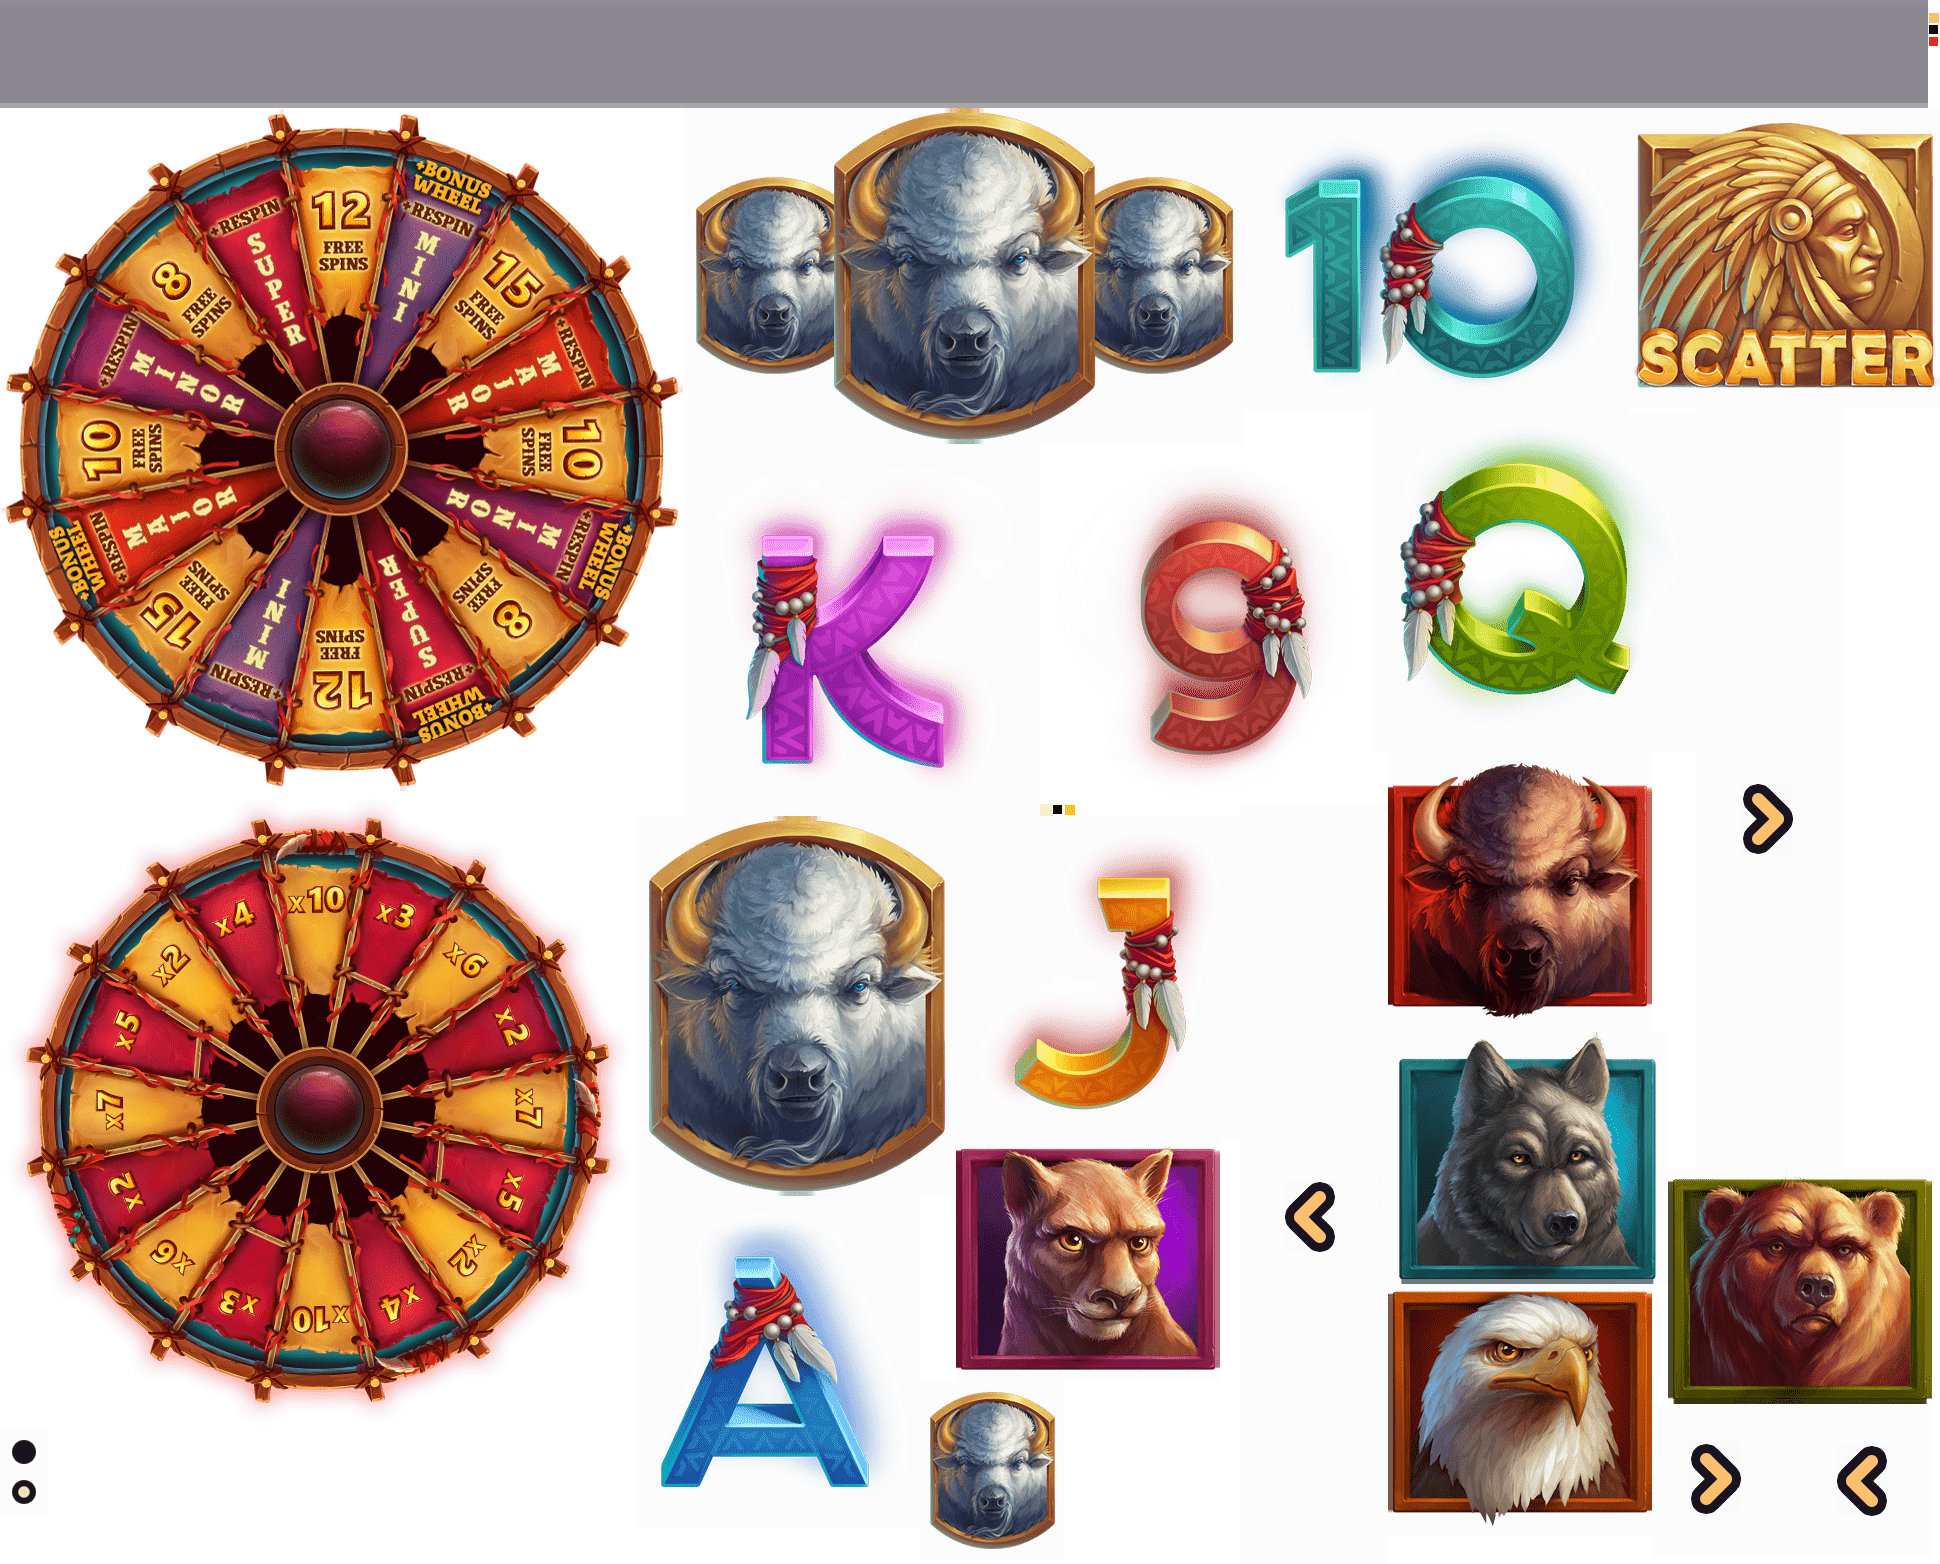 12
FREE
SPINS
+BONUS
WHEEL
+RESPIN
MINI
15
FREE
SPINS
+RESPIN
MAJOR
10
FREE
SPINS
+BONUS
WHEEL
+RESPIN
MINOR
8
FREE
SPINS
+BONUS
WHEEL
+RESPIN
SUPER
12
FREE
SPINS
+RESPIN
MINI
15
FREE
SPINS
+BONUS
WHEEL
+RESPIN
MAJOR
10
FREE
SPINS
+RESPIN
MINOR
8
FREE
SPINS
+RESPIN
SUPER
10
SCATTER
K
9
Q
x10
x3
x6
x2
x7
x5
x2
x4
x10
x3
x6
x2
x7
x5
x2
x4
J
A